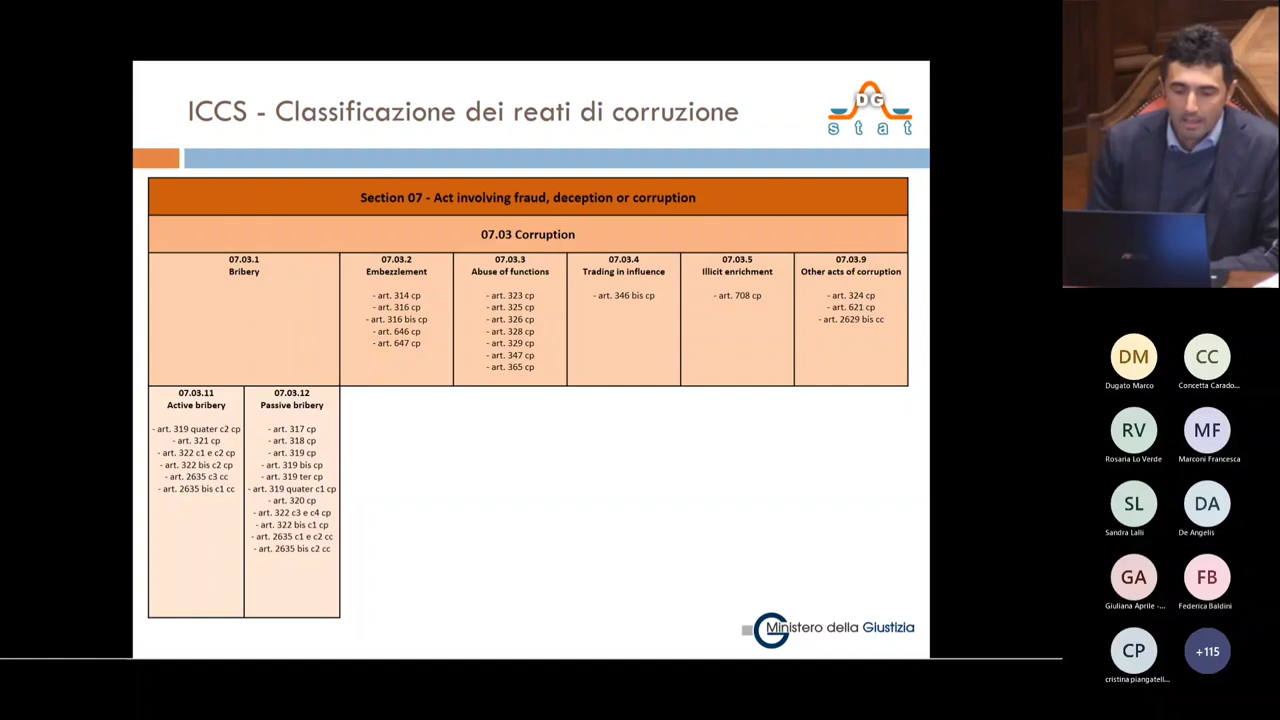 ICCS - Classificazione dei reati di corruzione
DG
stat
Section 07 - Act involving fraud, deception or corruption
07.03 Corruption
07.03.1
Bribery
07.03.2
Embezzlement
- art. 314 cp
- art. 316 cp
- art. 316 bis cp
- art. 646 cp
- art. 647 cp
07.03.3
Abuse of functions
- art. 323 cp
- art. 325 cp
- art. 326 cp
- art. 328 cp
- art. 329 cp
- art. 347 cp
- art. 365 cp
07.03.4
Trading in influence
- art. 346 bis cp
07.03.5
Illicit enrichment
- art. 708 cp
07.03.9
Other acts of corruption
- art. 324 cp
- art. 621 cp
- art. 2629 bis cc
07.03.11
Active bribery
- art. 319 quater c2 cp
- art. 321 cp
- art. 322 c1 e c2 cp
- art. 322 bis c2 cp
- art. 2635 c3 cc
- art. 2635 bis c1 cc
07.03.12
Passive bribery
- art. 317 cp
- art. 318 cp
- art. 319 cp
- art. 319 bis cp
- art. 319 ter cp
- art. 319 quater c1 cp
- art. 320 cp
- art. 322 c3 e c4 cp
- art. 322 bis c1 cp
- art. 2635 c1 e c2 cc
- art. 2635 bis c2 cc
Ministero della Giustizia
DM
Dugato Marco
CC
Concetta Carado...
RV
Rosaria Lo Verde
MF
Marconi Francesca
SL
Sandra Lalli
DA
De Angelis
GA
Giuliana Aprile -...
FB
Federica Baldini
CP
cristina piangatell...
+115